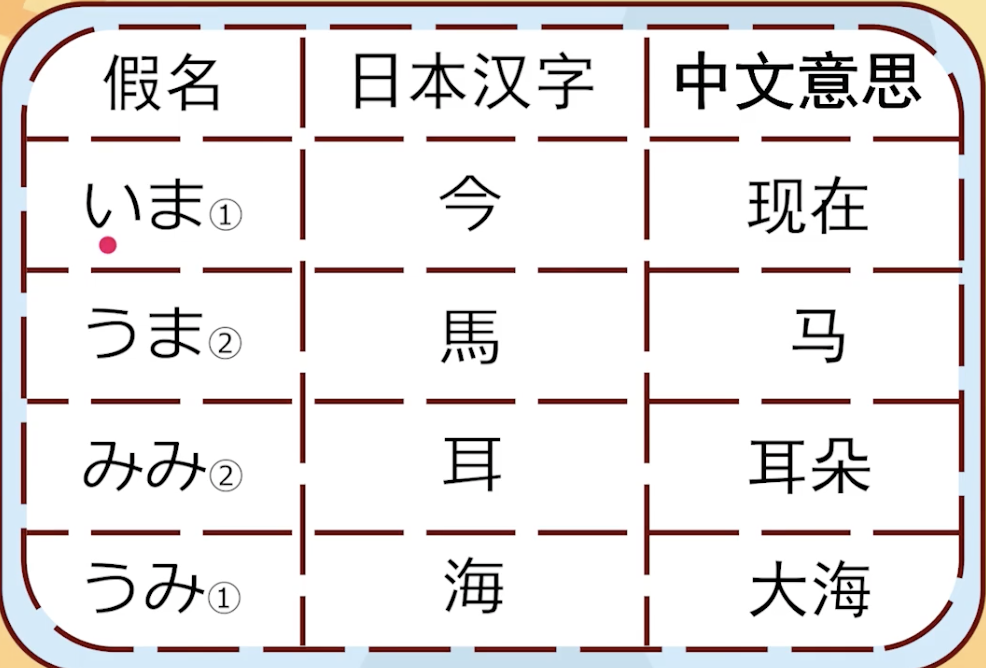 假名 日本汉字 中文意思
いま① 今 现在
うま② 馬 马
みみ② 耳 耳朵
うみ① 海 大海